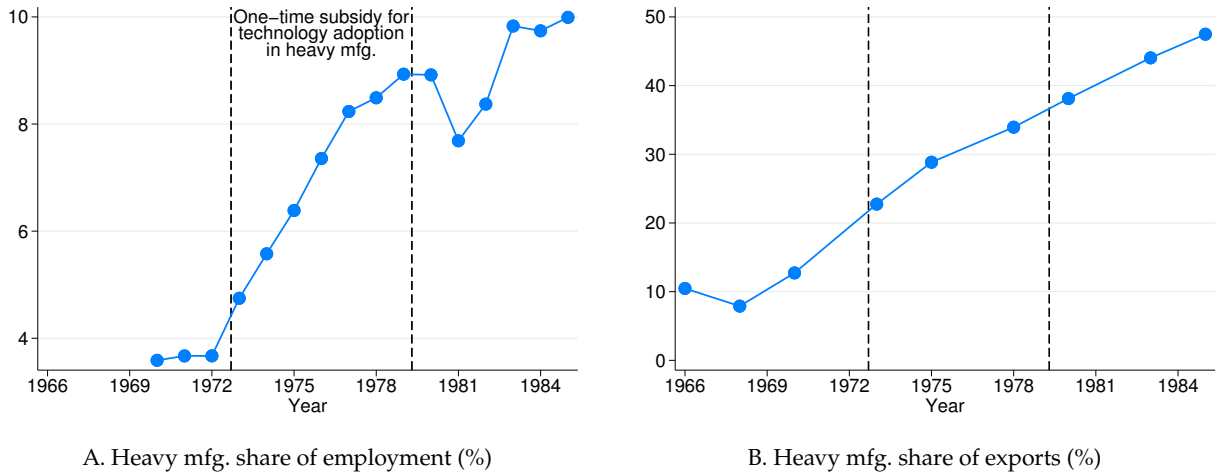 One−time subsidy for
technology adoption
in heavy mfg.
10
8
6
4
1966 1969 1972 1975 1978 1981 1984
Year
A. Heavy mfg. share of employment (%)
50
40
30
20
10
0
1966 1969 1972 1975 1978 1981 1984
Year
B. Heavy mfg. share of exports (%)